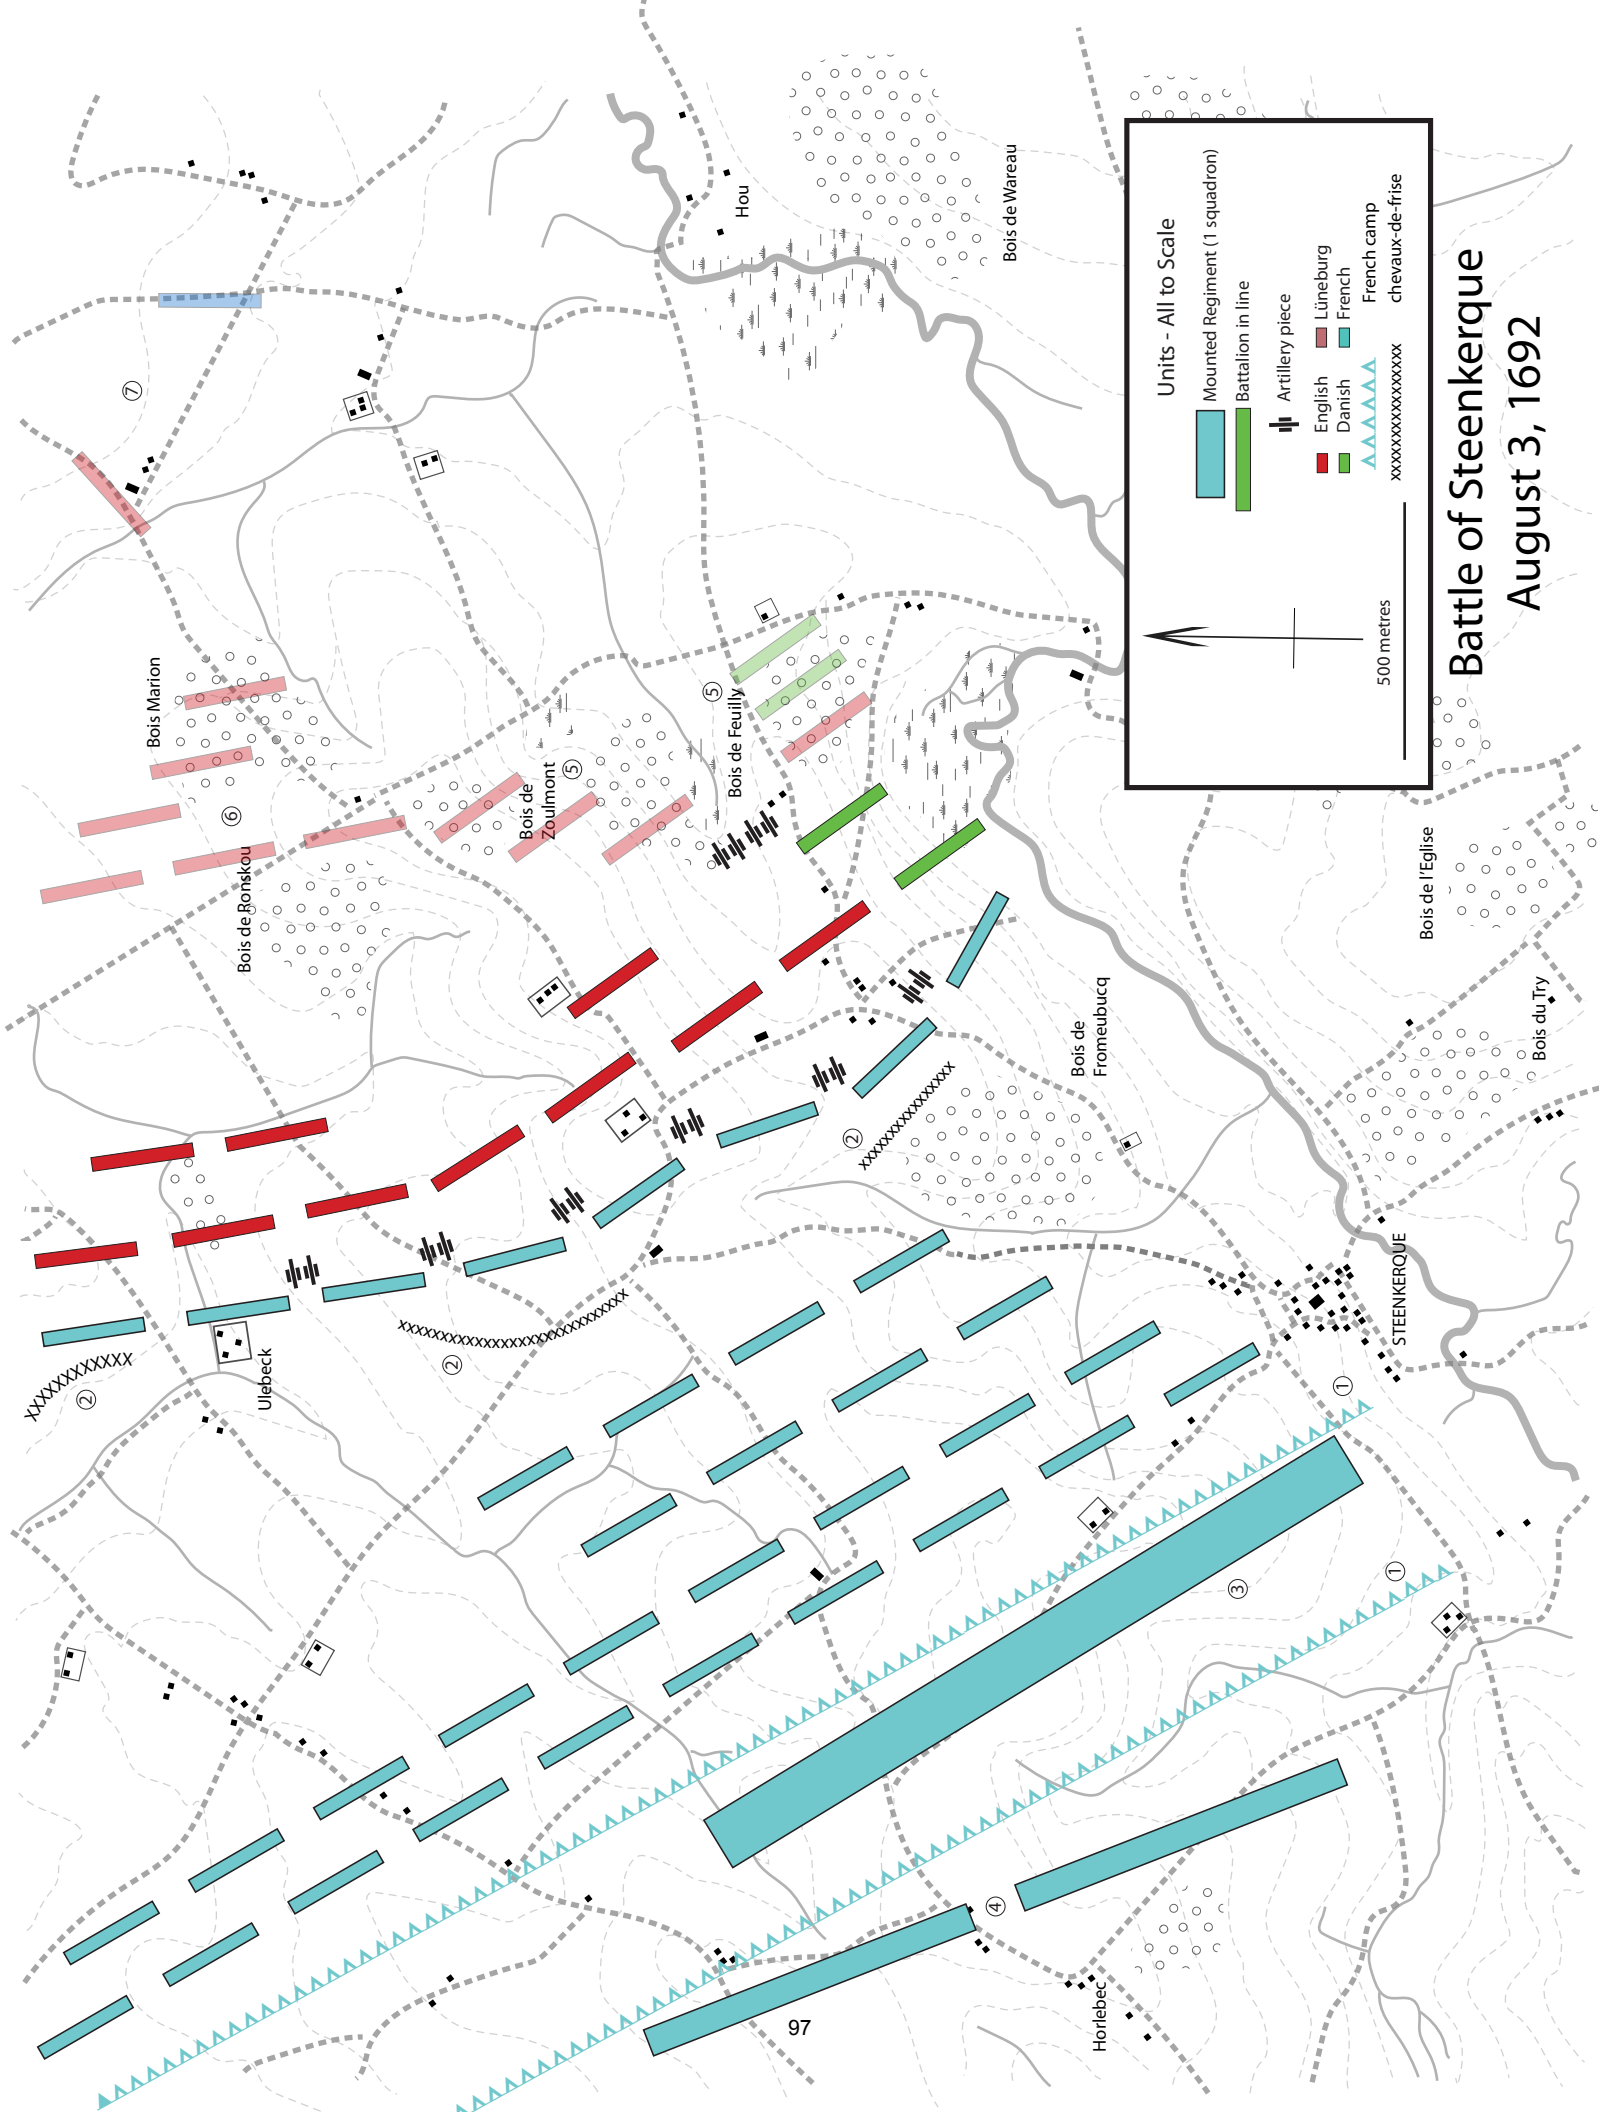 Battle of Steenkerque
August 3, 1692
Units - All to Scale
Mounted Regiment (1 squadron)
Battalion in line
Artillery piece
English
Lüneburg
Danish
French
French camp
xxxxxxxxxxxxxxxxxxx chevaux-de-frise
500 metres
Hou
Bois de Wareau
Bois Marion
Bois de Ronskou
Bois de
Zoulmont
Bois de Feuilly
Bois de
Fromeubucq
Bois de l'Eglise
Bois du Try
STEENKERQUE
Ulebeck
Horlebec
7
6
5
5
2
2
2
1
1
3
4
97